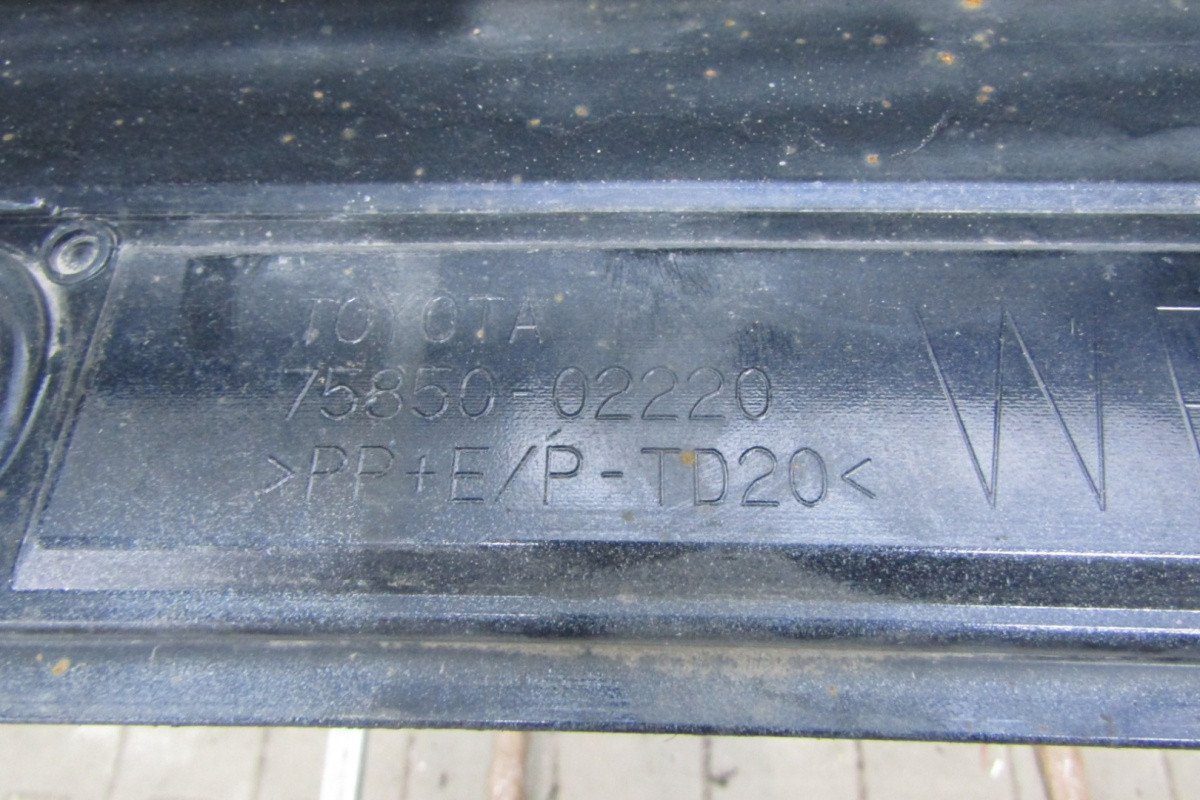 TOYOTA
75850-02220
>PP+E/P-TD20<
W